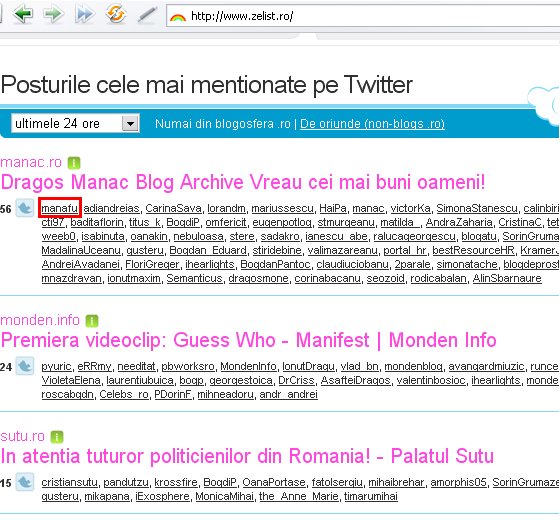 http://www.zelist.ro/
Posturile cele mai mentionate pe Twitter
ultimele 24 ore Numai din blogosfera .ro | De oriunde (non-blogs .ro)
manac.ro
Dragos Manac Blog Archive Vreau cei mai buni oameni!
56 manafu, adiandreias, CarinaSava, lorandm, mariussescu, HaiPa, manac, victorKa, SimonaStanescu, calinbiri
cti97, baditaflorin, titus_k, BogdiP, omfericit, eugenpotlog, stmurgeanu, matilda_, AndraZaharia, CristinaC, tet
weeb0, isabinuta, oanakin, nebuloasa, stere, sadakro, ianescu_abe, ralucageorgescu, blogatu, SorinGruma
MadalinaUceanu, gusteru, Bogdan_Eduard, stiridebine, valimazareanu, portal_hr, bestResourceHR, KramerJ
AndreiAvadanei, FloriGreger, ihearlights, BogdanPantoc, claudiuciobanu, 2parale, simonatache, blogdeprost
mnazdravan, ionutmaxim, Semanticus, dragosmone, corinabacanu, seozoid, rodicabalan, AlinSbarnaure
monden.info
Premiera videoclip: Guess Who - Manifest | Monden Info
24 pyuric, eRRmy, needitat, pbworksro, MondenInfo, IonutDragu, vlad_bn, mondenblog, avangardmiuzic, runce
VioletaElena, laurentiubuica, bogp, georgestoica, DrCriss, AsafteiDragos, valentinbosioc, ihearlights, monde
roscabgdn, Celebs_ro, PDorinF, mihneadoru, andr_andrei
sutu.ro
In atentia tuturor politicienilor din Romania! - Palatul Sutu
15 cristiansutu, pandutzu, krossfire, BogdiP, OanaPortase, fatolsergiu, mihaibrehar, amorphis05, SorinGrumaze
gusteru, mikapana, iExosphere, MonicaMihai, the_Anne_Marie, timarumihai